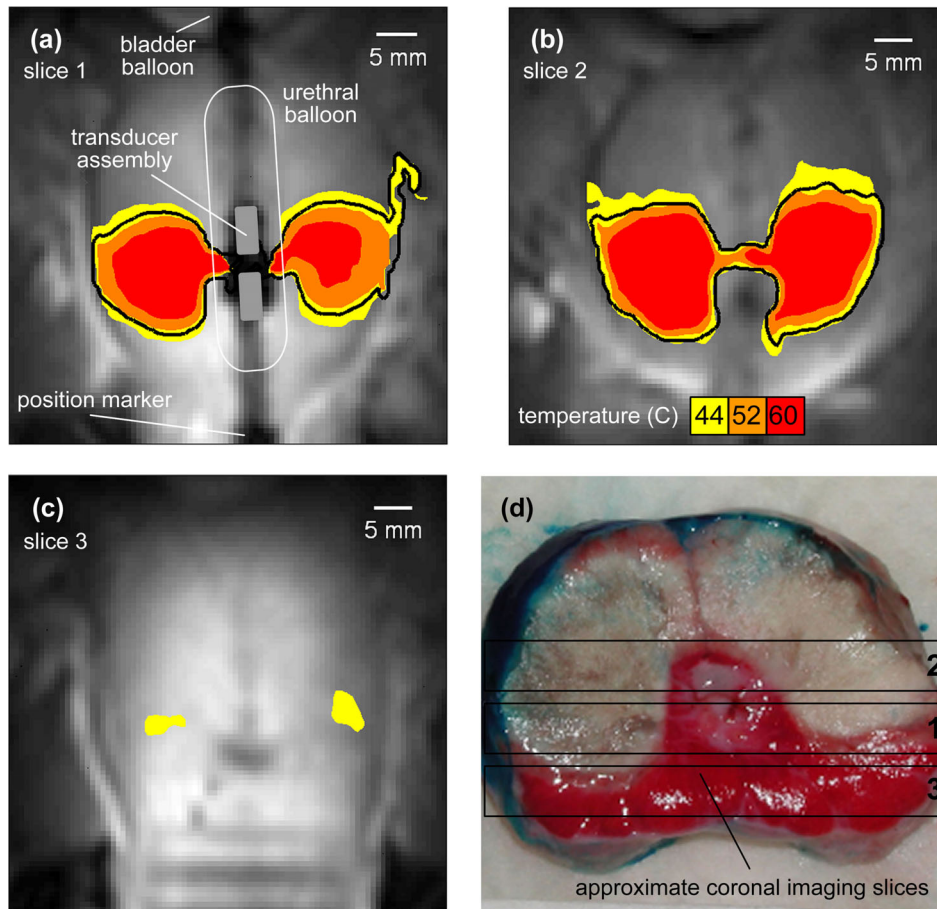 (a)
slice 1
bladder
balloon
5 mm
urethral
balloon
transducer
assembly
position marker
(b)
slice 2
5 mm
temperature (C) 44 52 60
(c)
slice 3
5 mm
(d)
2
1
3
approximate coronal imaging slices